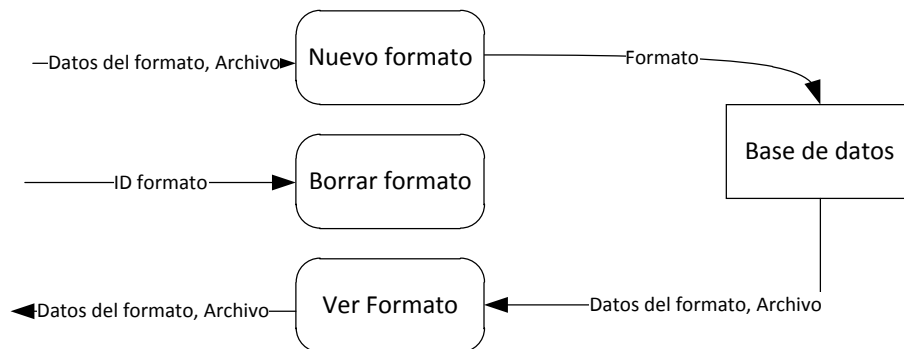 Datos del formato, Archivo
Nuevo formato
Formato
Base de datos
ID formato
Borrar formato
Datos del formato, Archivo
Ver Formato
Datos del formato, Archivo